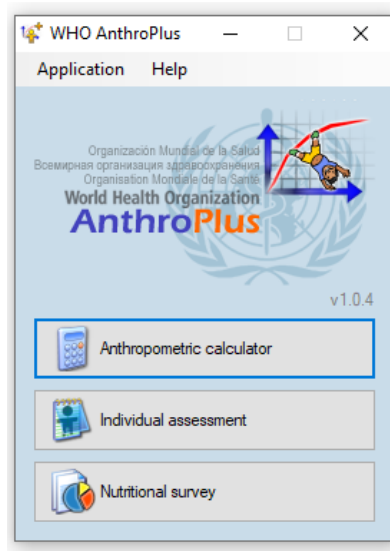 WHO AnthroPlus
Application Help
Organización Mundial de la Salud
Всемирная организация здравоохранения
Organisation Mondiale de la Santé
World Health Organization
AnthroPlus
v1.0.4
Anthropometric calculator
Individual assessment
Nutritional survey